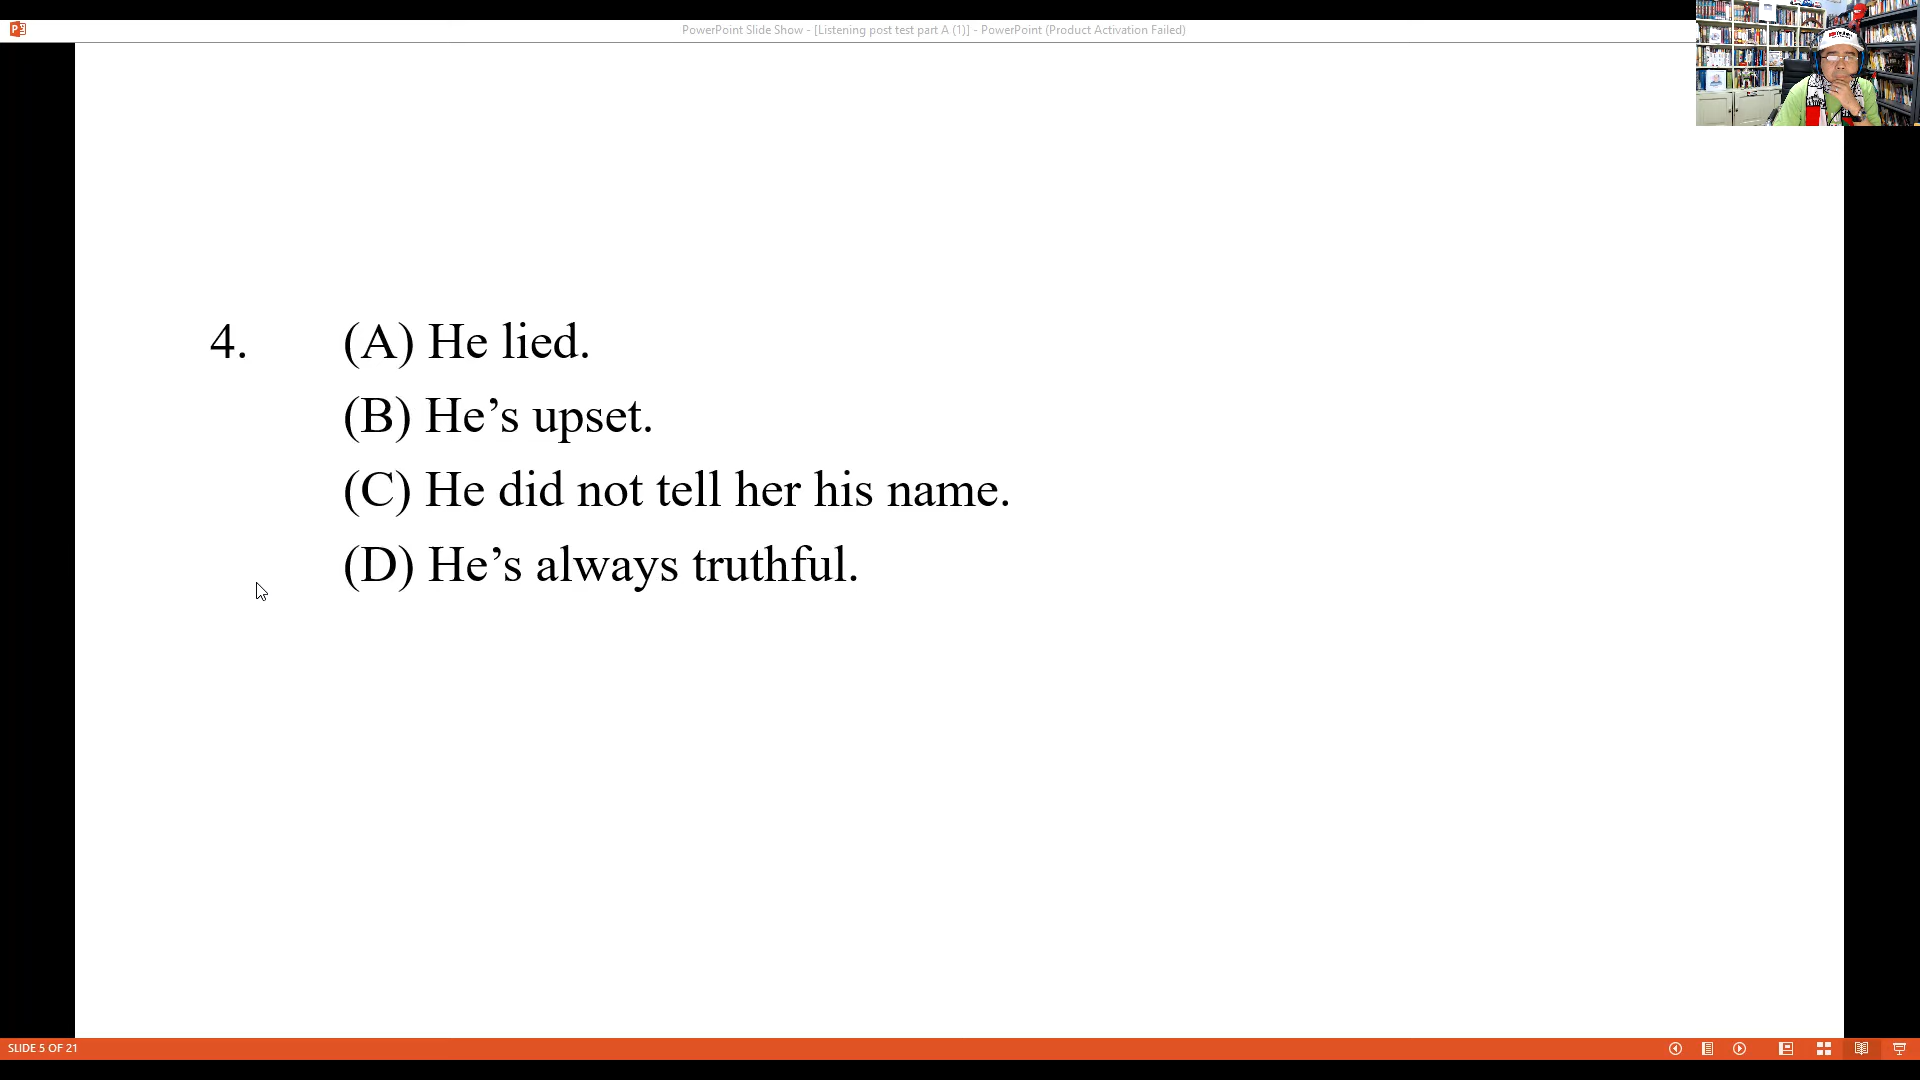 PowerPoint Slide Show - [Listening post test part A (1)] - PowerPoint (Product Activation Failed)
4. (A) He lied.
(B) He’s upset.
(C) He did not tell her his name.
(D) He’s always truthful.
SLIDE 5 OF 21